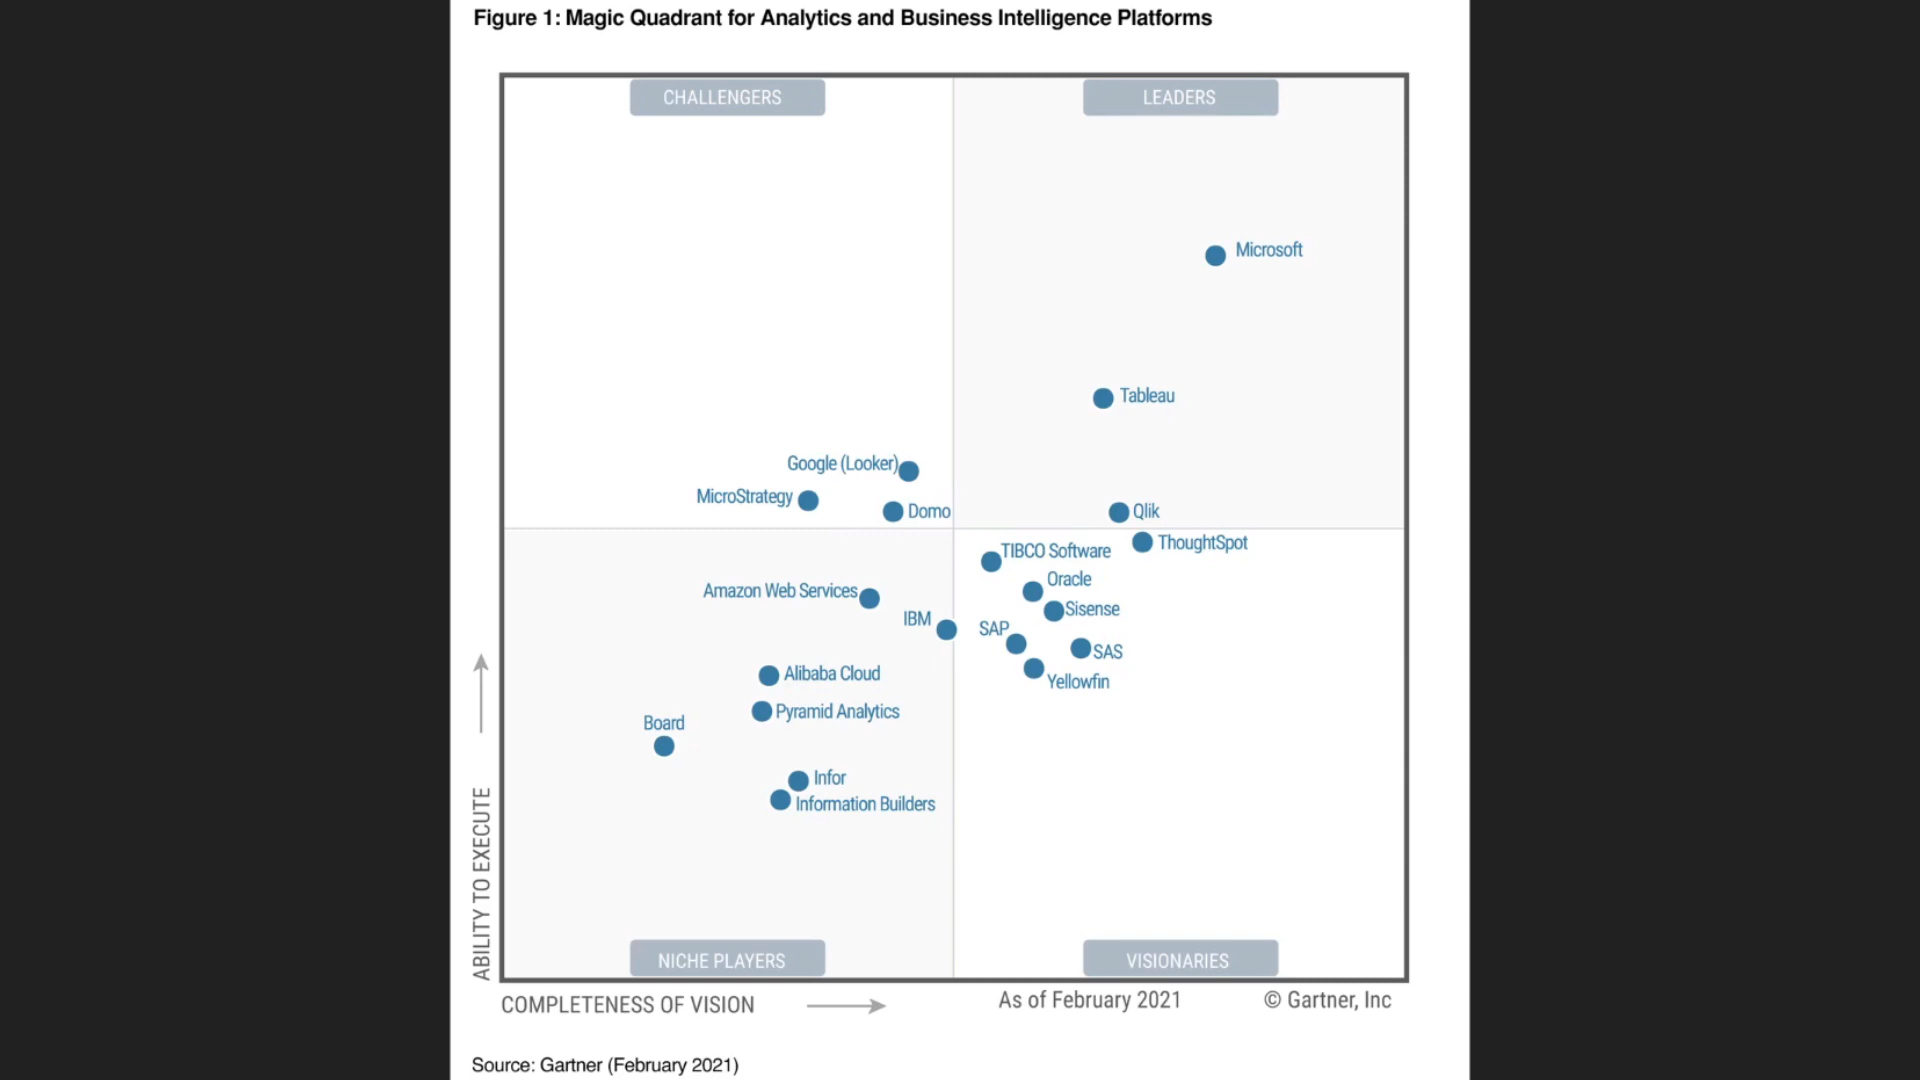 Figure 1: Magic Quadrant for Analytics and Business Intelligence Platforms
CHALLENGERS
LEADERS
Microsoft
Tableau
Google (Looker)
MicroStrategy
Domo
Qlik
ThoughtSpot
TIBCO Software
Oracle
Amazon Web Services
Sisense
IBM
SAP
SAS
Alibaba Cloud
Yellowfin
Pyramid Analytics
Board
Infor
Information Builders
ABILITY TO EXECUTE
NICHE PLAYERS
VISIONARIES
COMPLETENESS OF VISION
As of February 2021
© Gartner, Inc
Source: Gartner (February 2021)